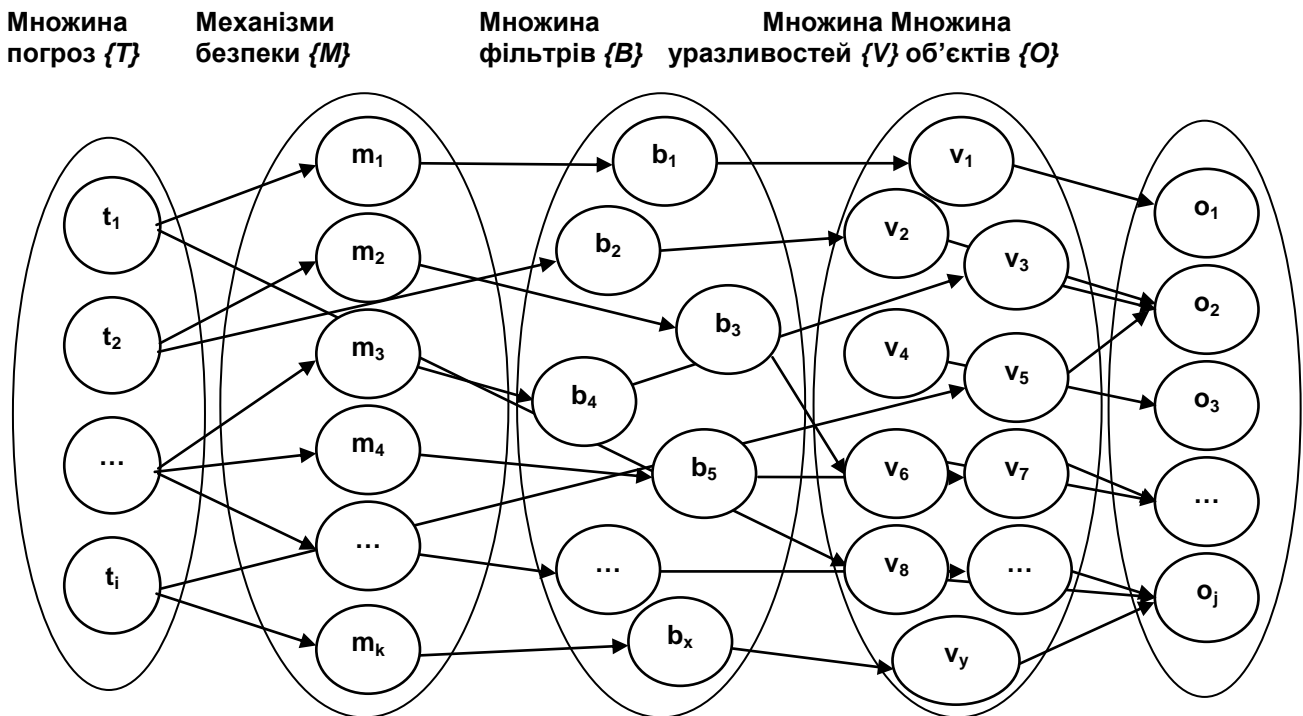 Множина Механізми Множина Множина Множина
погроз {T} безпеки {M} фільтрів {B} уразливостей {V} об’єктів {O}
t1
t2
...
ti
m1
m2
m3
m4
...
mk
b1
b2
b3
b4
b5
...
bx
v1
v2
v3
v4
v5
v6
v7
v8
...
vy
o1
o2
o3
...
oj